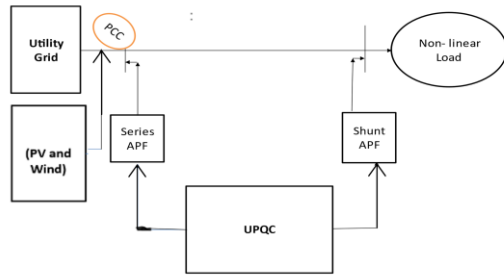 :
PCC
Utility
Grid
Non- linear
Load
Series
APF
Shunt
APF
(PV and
Wind)
UPQC